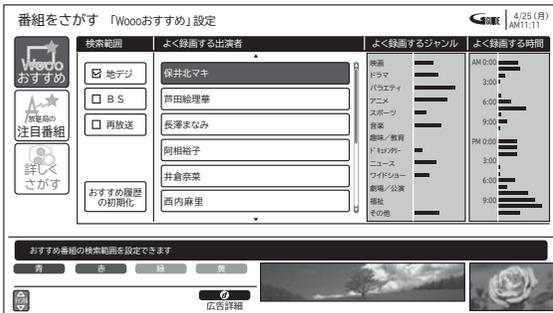 番組をさがす 「Woooおすすめ」設定
G GUIDE
4/25 (月)
AM11:11
Wooo
おすすめ
放送局の
注目番組
詳しく
さがす
検索範囲
地デジ
BS
再放送
おすすめ履歴
の初期化
よく録画する出演者
保井北マキ
芦田絵理華
長澤まなみ
阿相裕子
井倉奈菜
西内麻里
よく録画するジャンル
映画
ドラマ
バラエティ
アニメ
スポーツ
音楽
趣味／教育
ドキュメンタリー
ニュース
ワイドショー
劇場／公演
福祉
その他
よく録画する時間
AM 0:00
3:00
6:00
9:00
PM 0:00
3:00
6:00
9:00
おすすめ番組の検索範囲を設定できます
青 赤 緑 黄
d
広告詳細